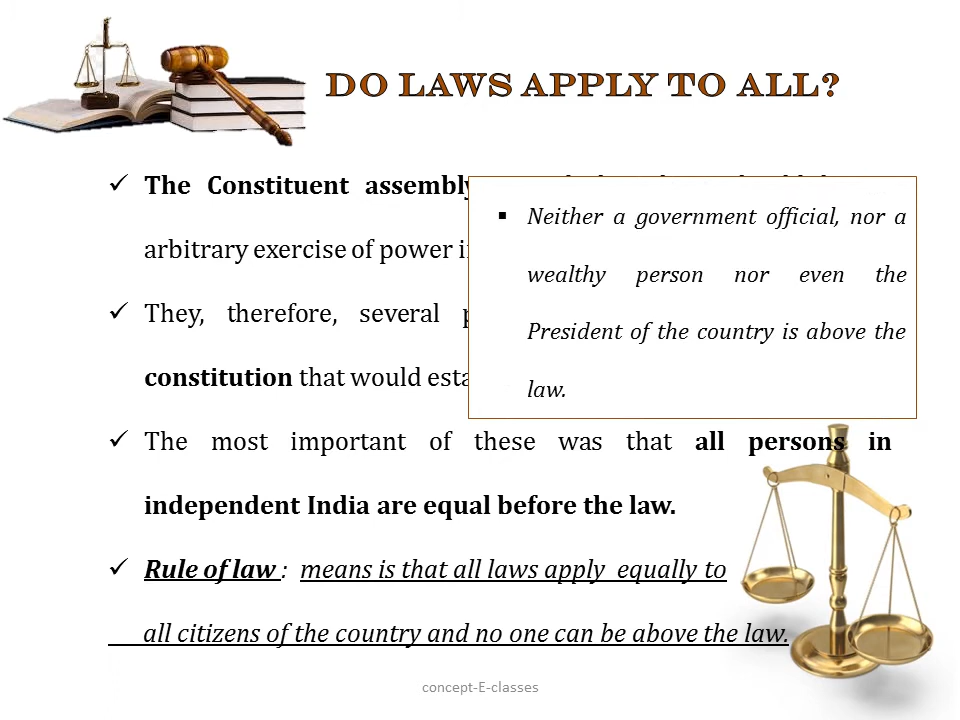 DO LAWS APPLY TO ALL?
✓ The Constituent assembly
arbitrary exercise of power
✓ They, therefore, several
constitution that would
▪ Neither a government official, nor a
wealthy person nor even the
President of the country is above the
law.
✓ The most important of these was that all persons in
independent India are equal before the law.
✓ Rule of law : means is that all laws apply equally to
all citizens of the country and no one can be above the law.
concept-E-classes